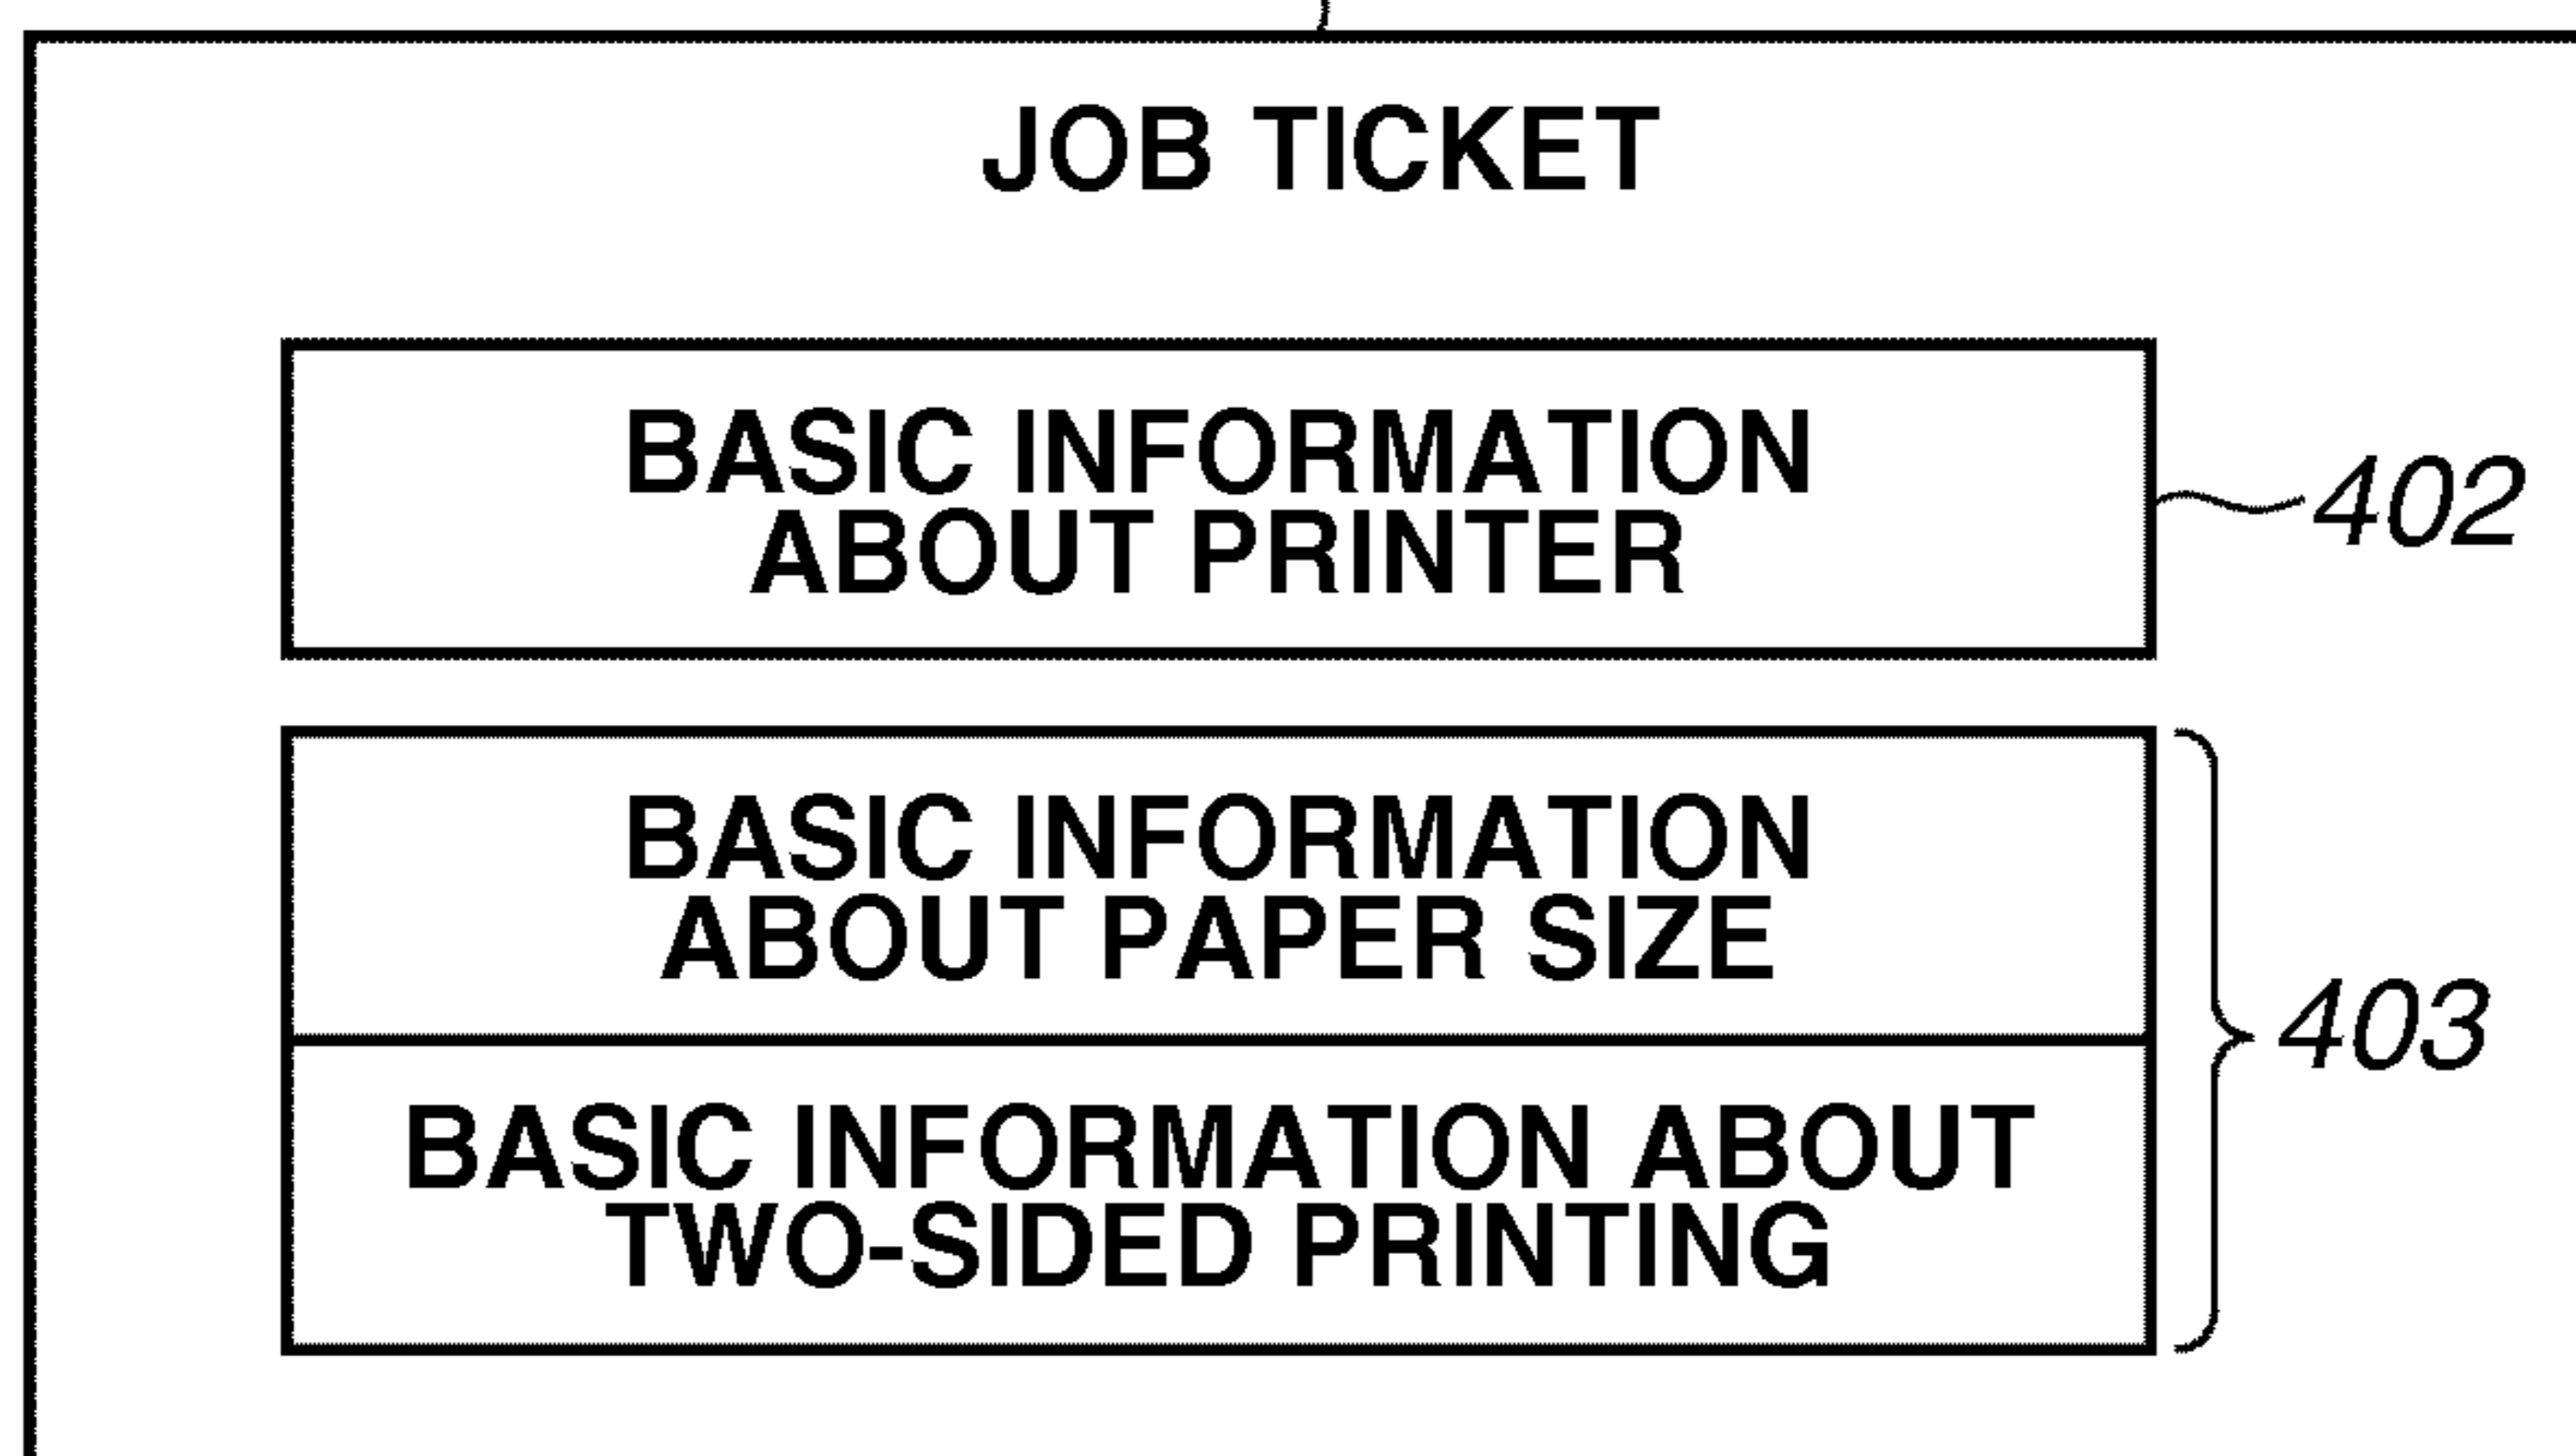 JOB TICKET
BASIC INFORMATION
ABOUT PRINTER
402
BASIC INFORMATION
ABOUT PAPER SIZE
403
BASIC INFORMATION ABOUT
TWO-SIDED PRINTING